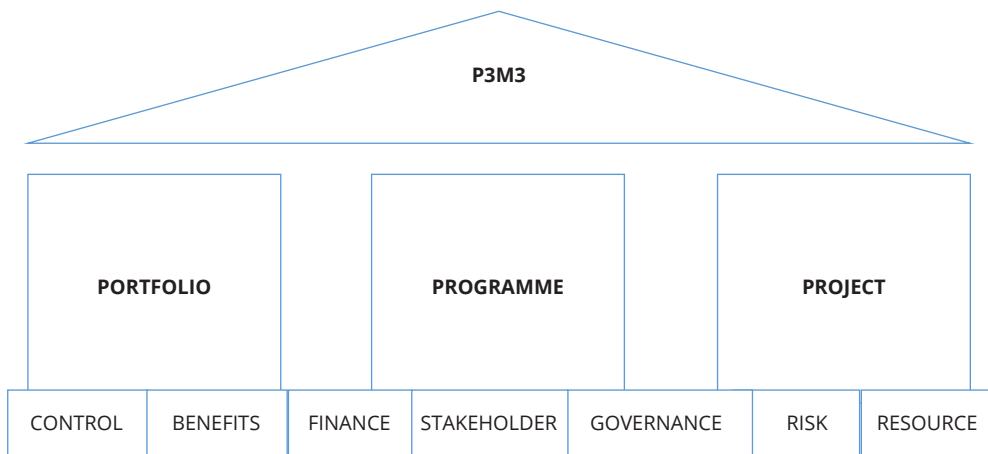 P3M3
PORTFOLIO
PROGRAMME
PROJECT
CONTROL
BENEFITS
FINANCE
STAKEHOLDER
GOVERNANCE
RISK
RESOURCE